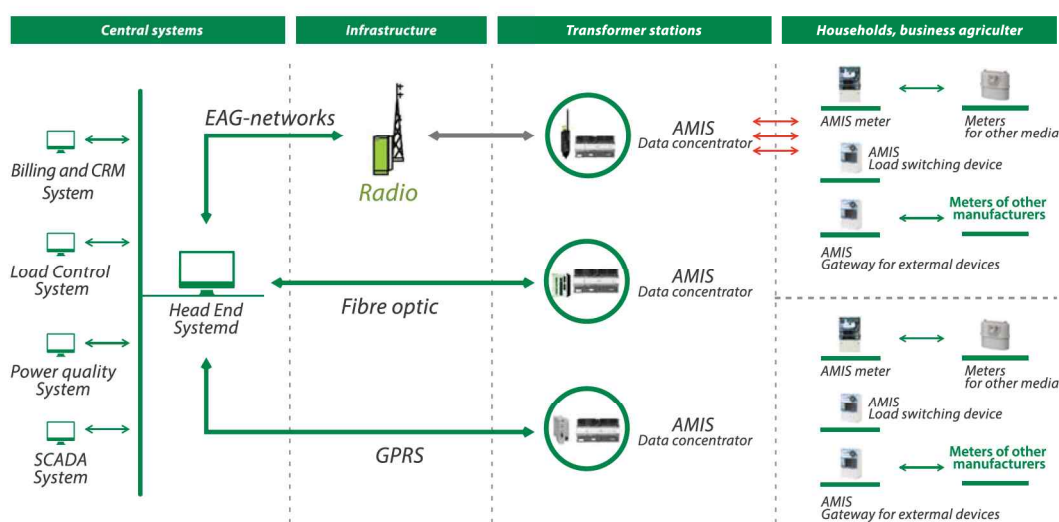 Central systems
Infrastructure
Transformer stations
Households, business agriculter
Billing and CRM
System
Load Control
System
Power quality
System
SCADA
System
Head End
Systemd
EAG-networks
Radio
Fibre optic
GPRS
AMIS
Data concentrator
AMIS
Data concentrator
AMIS
Data concentrator
AMIS meter
Meters
for other media
AMIS
Load switching device
Meters of other
manufacturers
AMIS
Gateway for extermal devices
AMIS meter
Meters
for other media
AMIS
Load switching device
Meters of other
manufacturers
AMIS
Gateway for extermal devices